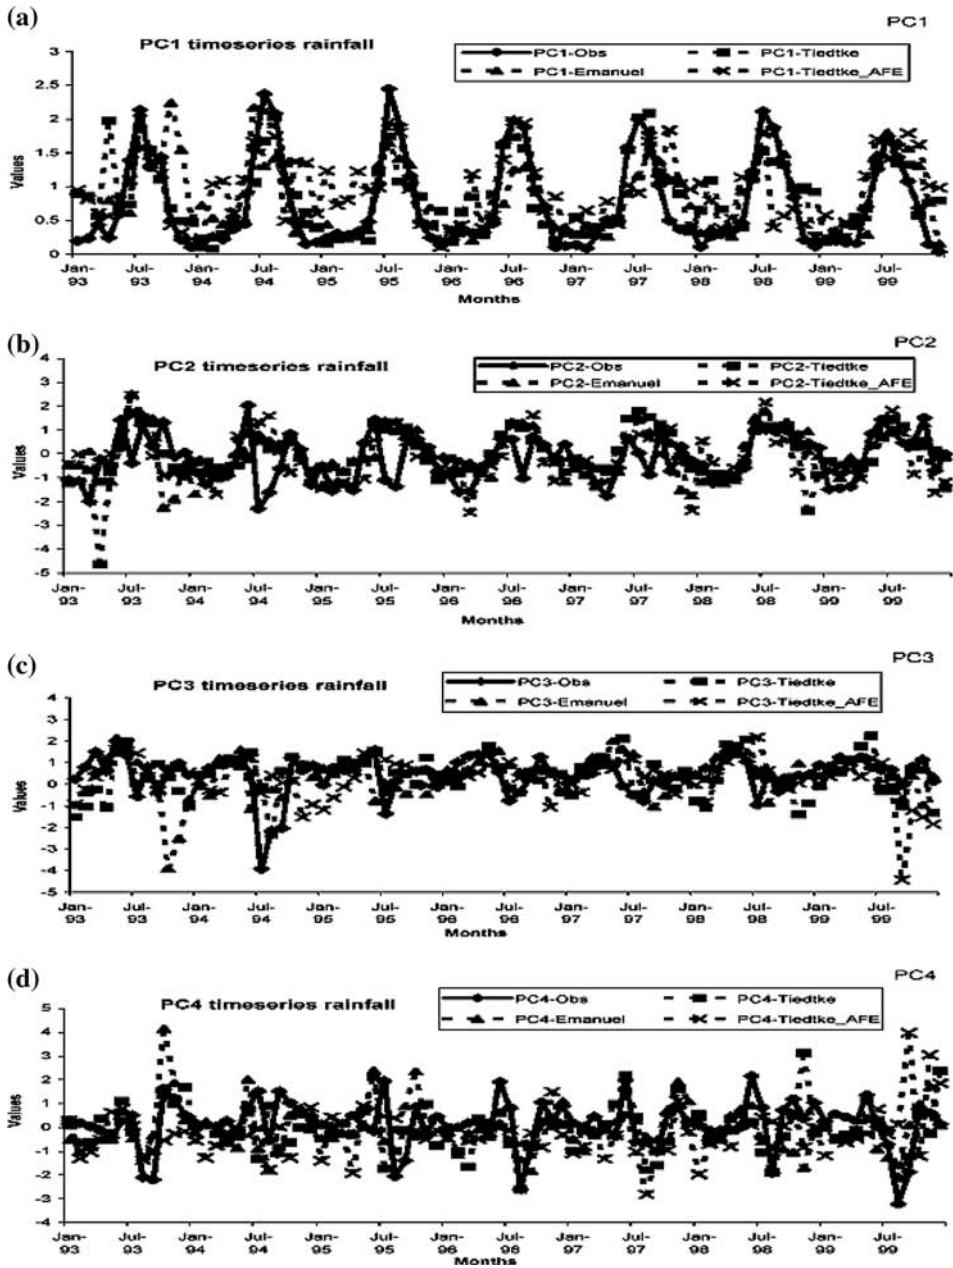 (a)
PC1
PC1 timeseries rainfall
PC1-Obs
PC1-Tiedtke
PC1-Emanuel
PC1-Tiedtke_AFE
3
2.5
2
1.5
1
0.5
0
Values
Jan-93 Jul-93 Jan-94 Jul-94 Jan-95 Jul-95 Jan-96 Jul-96 Jan-97 Jul-97 Jan-98 Jul-98 Jan-99 Jul-99
Months
(b)
PC2
PC2 timeseries rainfall
PC2-Obs
PC2-Tiedtke
PC2-Emanuel
PC2-Tiedtke_AFE
4
3
2
1
0
-1
-2
-3
-4
-5
Values
Jan-93 Jul-93 Jan-94 Jul-94 Jan-95 Jul-95 Jan-96 Jul-96 Jan-97 Jul-97 Jan-98 Jul-98 Jan-99 Jul-99
Months
(c)
PC3
PC3 timeseries rainfall
PC3-Obs
PC3-Tiedtke
PC3-Emanuel
PC3-Tiedtke_AFE
4
3
2
1
0
-1
-2
-3
-4
-5
Values
Jan-93 Jul-93 Jan-94 Jul-94 Jan-95 Jul-95 Jan-96 Jul-96 Jan-97 Jul-97 Jan-98 Jul-98 Jan-99 Jul-99
Months
(d)
PC4
PC4 timeseries rainfall
PC4-Obs
PC4-Tiedtke
PC4-Emanuel
PC4-Tiedtke_AFE
5
4
3
2
1
0
-1
-2
-3
-4
Values
Jan-93 Jul-93 Jan-94 Jul-94 Jan-95 Jul-95 Jan-96 Jul-96 Jan-97 Jul-97 Jan-98 Jul-98 Jan-99 Jul-99
Months